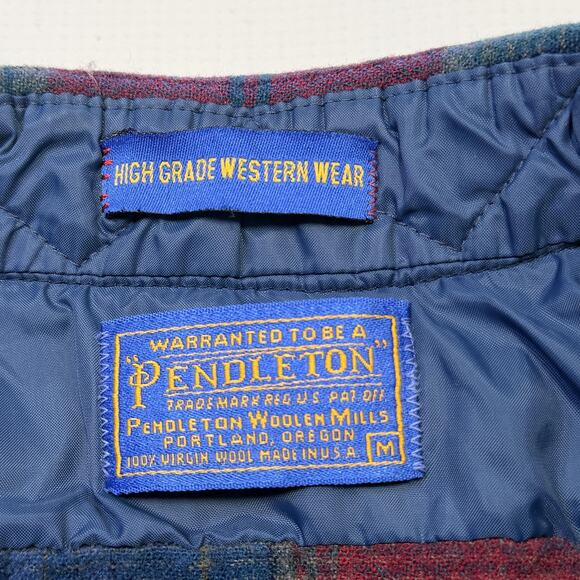 HIGH GRADE WESTERN WEAR
WARRANTED TO BE A
"PENDLETON"
TRADEMARK REG U.S. PAT. OFF.
PENDLETON WOOLEN MILLS
PORTLAND, OREGON
100% VIRGIN WOOL MADE IN U.S.A.
M